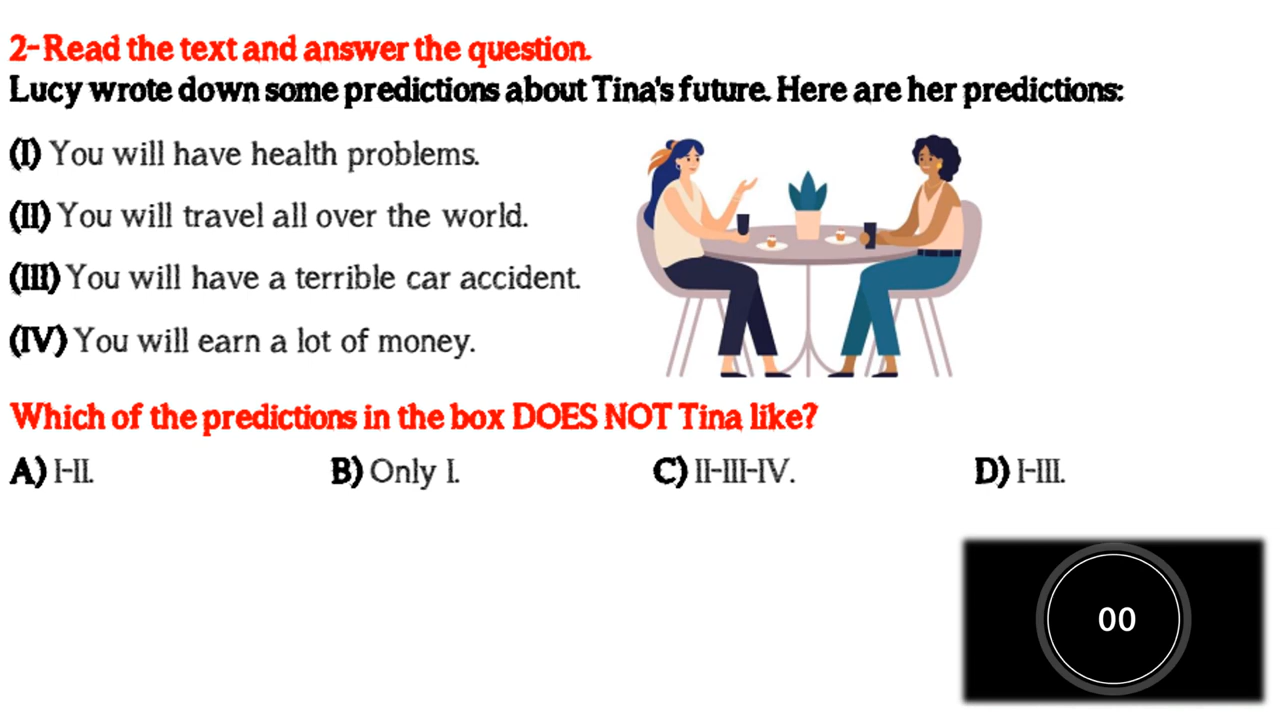 2-Read the text and answer the question.
Lucy wrote down some predictions about Tina's future. Here are her predictions:
(I) You will have health problems.
(II) You will travel all over the world.
(III) You will have a terrible car accident.
(IV) You will earn a lot of money.
Which of the predictions in the box DOES NOT Tina like?
A) I-II. B) Only I. C) II-III-IV. D) I-III.
00